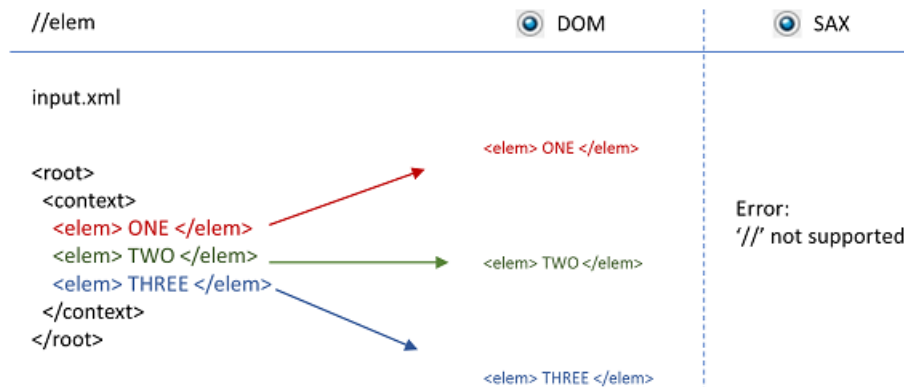 //elem
DOM
SAX
input.xml
<root>
<context>
<elem> ONE </elem>
<elem> TWO </elem>
<elem> THREE </elem>
</context>
</root>
<elem> ONE </elem>
<elem> TWO </elem>
<elem> THREE </elem>
Error:
‘//’ not supported